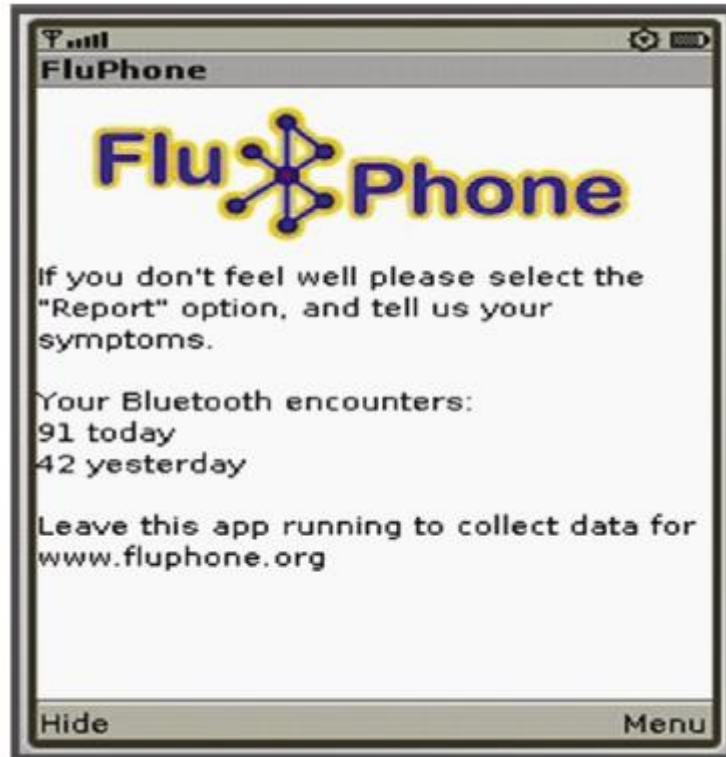 FluPhone
Flu Phone
If you don't feel well please select the
"Report" option, and tell us your
symptoms.
Your Bluetooth encounters:
91 today
42 yesterday
Leave this app running to collect data for
www.fluphone.org
Hide Menu